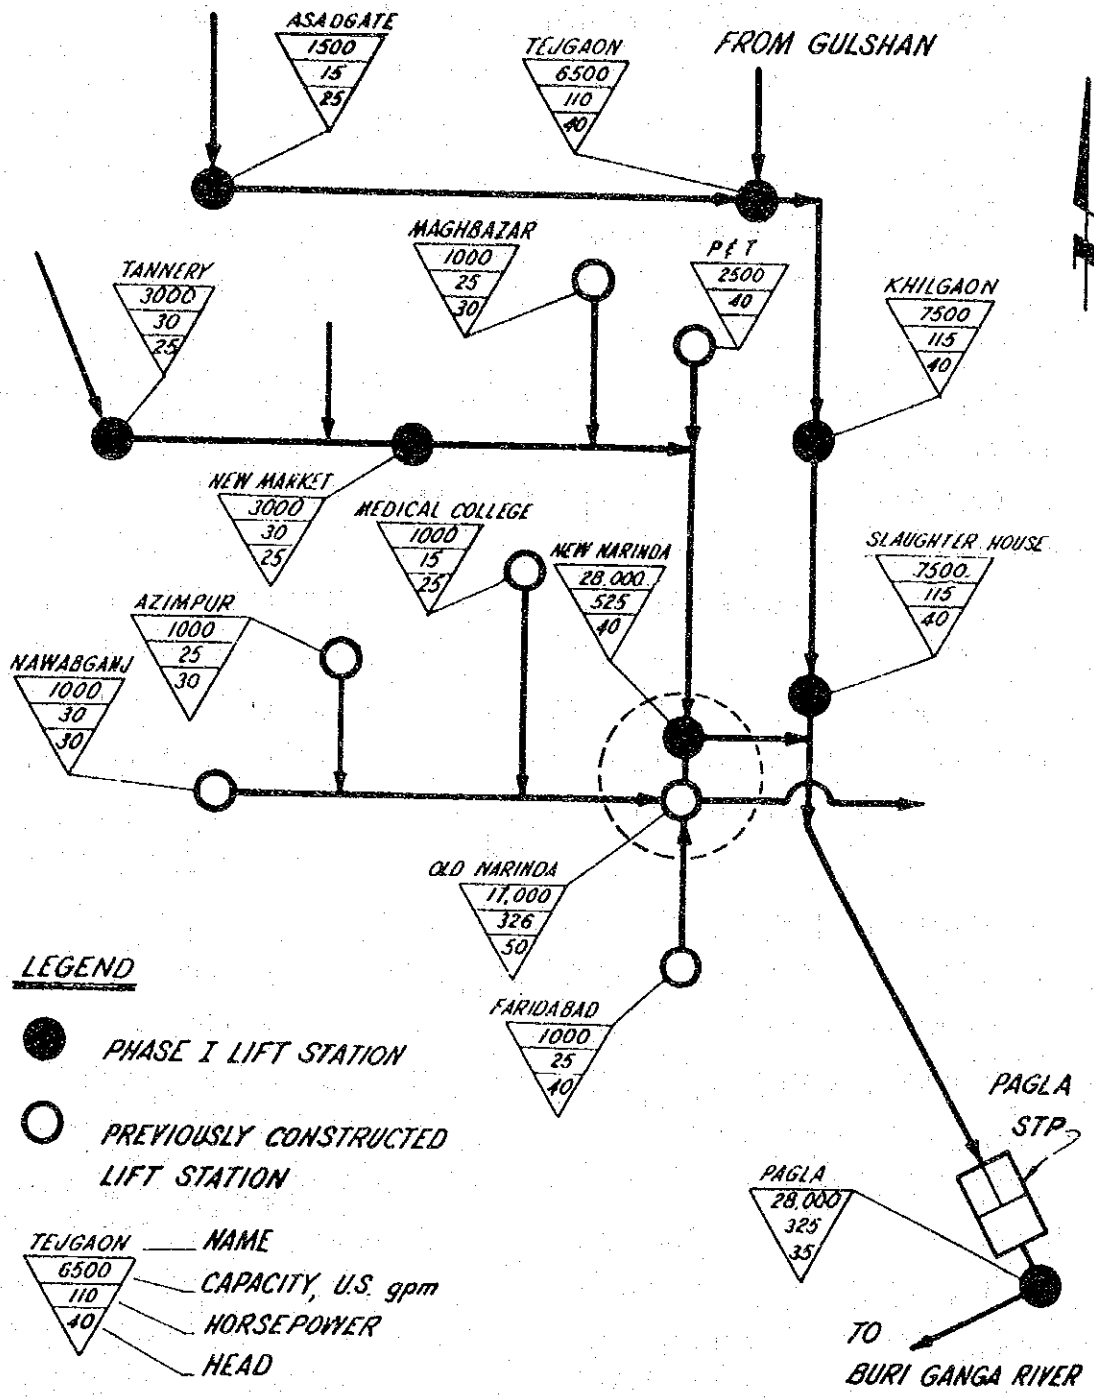 ASADGATE
1500
15
25
TEJGAON
6500
110
40
FROM GULSHAN
MAGHBAZAR
1000
25
30
P & T
2500
40
TANNERY
3000
30
25
KHILGAON
7500
115
40
NEW MARKET
3000
30
25
MEDICAL COLLEGE
1000
15
25
NEW NARINDA
28,000
525
40
SLAUGHTER HOUSE
7500
115
40
AZIMPUR
1000
25
30
NAWABGANJ
1000
30
30
OLD NARINDA
17,000
326
50
FARIDABAD
1000
25
40
LEGEND
PHASE I LIFT STATION
PREVIOUSLY CONSTRUCTED
LIFT STATION
TEJGAON NAME
6500 CAPACITY, U.S. gpm
110 HORSEPOWER
40 HEAD
PAGLA
STP
PAGLA
28,000
325
35
TO
BURI GANGA RIVER